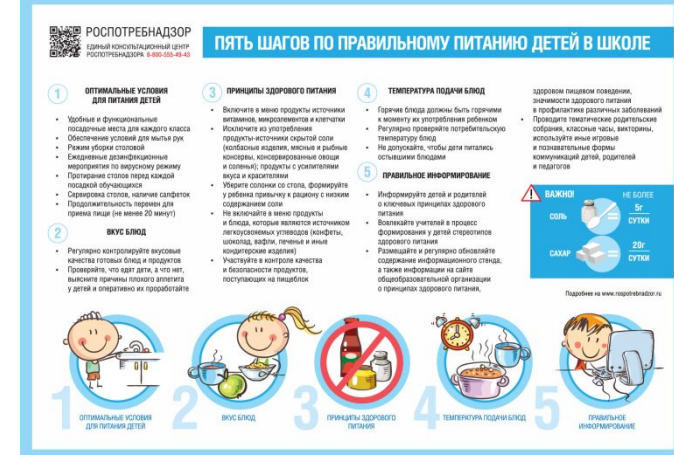 РОСПОТРЕБНАДЗОР
ЕДИНЫЙ КОНСУЛЬТАЦИОННЫЙ ЦЕНТР
РОСПОТРЕБНАДЗОРА 8-800-555-49-43
ПЯТЬ ШАГОВ ПО ПРАВИЛЬНОМУ ПИТАНИЮ ДЕТЕЙ В ШКОЛЕ
1
ОПТИМАЛЬНЫЕ УСЛОВИЯ
ДЛЯ ПИТАНИЯ ДЕТЕЙ
• Удобные и функциональные
посадочные места для каждого класса
• Обеспечение условий для мытья рук
• Режим уборки столовой
• Ежедневные дезинфекционные
мероприятия по вирусному режиму
• Протирание столов перед каждой
посадкой обучающихся
• Сервировка столов, наличие салфеток
• Продолжительность перемен для
приема пищи (не менее 20 минут)
2
ВКУС БЛЮД
• Регулярно контролируйте вкусовые
качества готовых блюд и продуктов
• Проверяйте, что едят дети, а что нет,
выясните причины плохого аппетита
у детей и оперативно их проработайте
3
ПРИНЦИПЫ ЗДОРОВОГО ПИТАНИЯ
• Включите в меню продукты источники
витаминов, микроэлементов и клетчатки
• Исключите из употребления
продукты-источники скрытой соли
(колбасные изделия, мясные и рыбные
консервы, консервированные овощи
и соленья); продукты с усилителями
вкуса и красителями
• Уберите солонки со стола, формируйте
у ребенка привычку к рациону с низким
содержанием соли
• Не включайте в меню продукты
и блюда, которые являются источником
легкоусвояемых углеводов (конфеты,
шоколад, вафли, печенье и иные
кондитерские изделия)
• Участвуйте в контроле качества
и безопасности продуктов,
поступающих на пищеблок
4
ТЕМПЕРАТУРА ПОДАЧИ БЛЮД
• Горячие блюда должны быть горячими
к моменту их употребления ребенком
• Регулярно проверяйте потребительскую
температуру блюд
• Не допускайте, чтобы дети питались
остывшими блюдами
5
ПРАВИЛЬНОЕ ИНФОРМИРОВАНИЕ
• Информируйте детей и родителей
о ключевых принципах здорового
питания
• Вовлекайте учителей в процесс
формирования у детей стереотипов
здорового питания
• Размещайте и регулярно обновляйте
содержание информационного стенда,
а также информации на сайте
общеобразовательной организации
о принципах здорового питания,
здоровом пищевом поведении,
значимости здорового питания
в профилактике различных заболеваний
• Проводите тематические родительские
собрания, классные часы, викторины,
используйте иные игровые
и познавательные формы
коммуникаций детей, родителей
и педагогов
ВАЖНО! НЕ БОЛЕЕ
СОЛЬ = 5г
СУТКИ
САХАР = 20г
СУТКИ
Подробнее на www.rospotrebnadzor.ru
1
ОПТИМАЛЬНЫЕ УСЛОВИЯ
ДЛЯ ПИТАНИЯ ДЕТЕЙ
2
ВКУС БЛЮД
3
ПРИНЦИПЫ ЗДОРОВОГО
ПИТАНИЯ
4
ТЕМПЕРАТУРА ПОДАЧИ БЛЮД
5
ПРАВИЛЬНОЕ
ИНФОРМИРОВАНИЕ